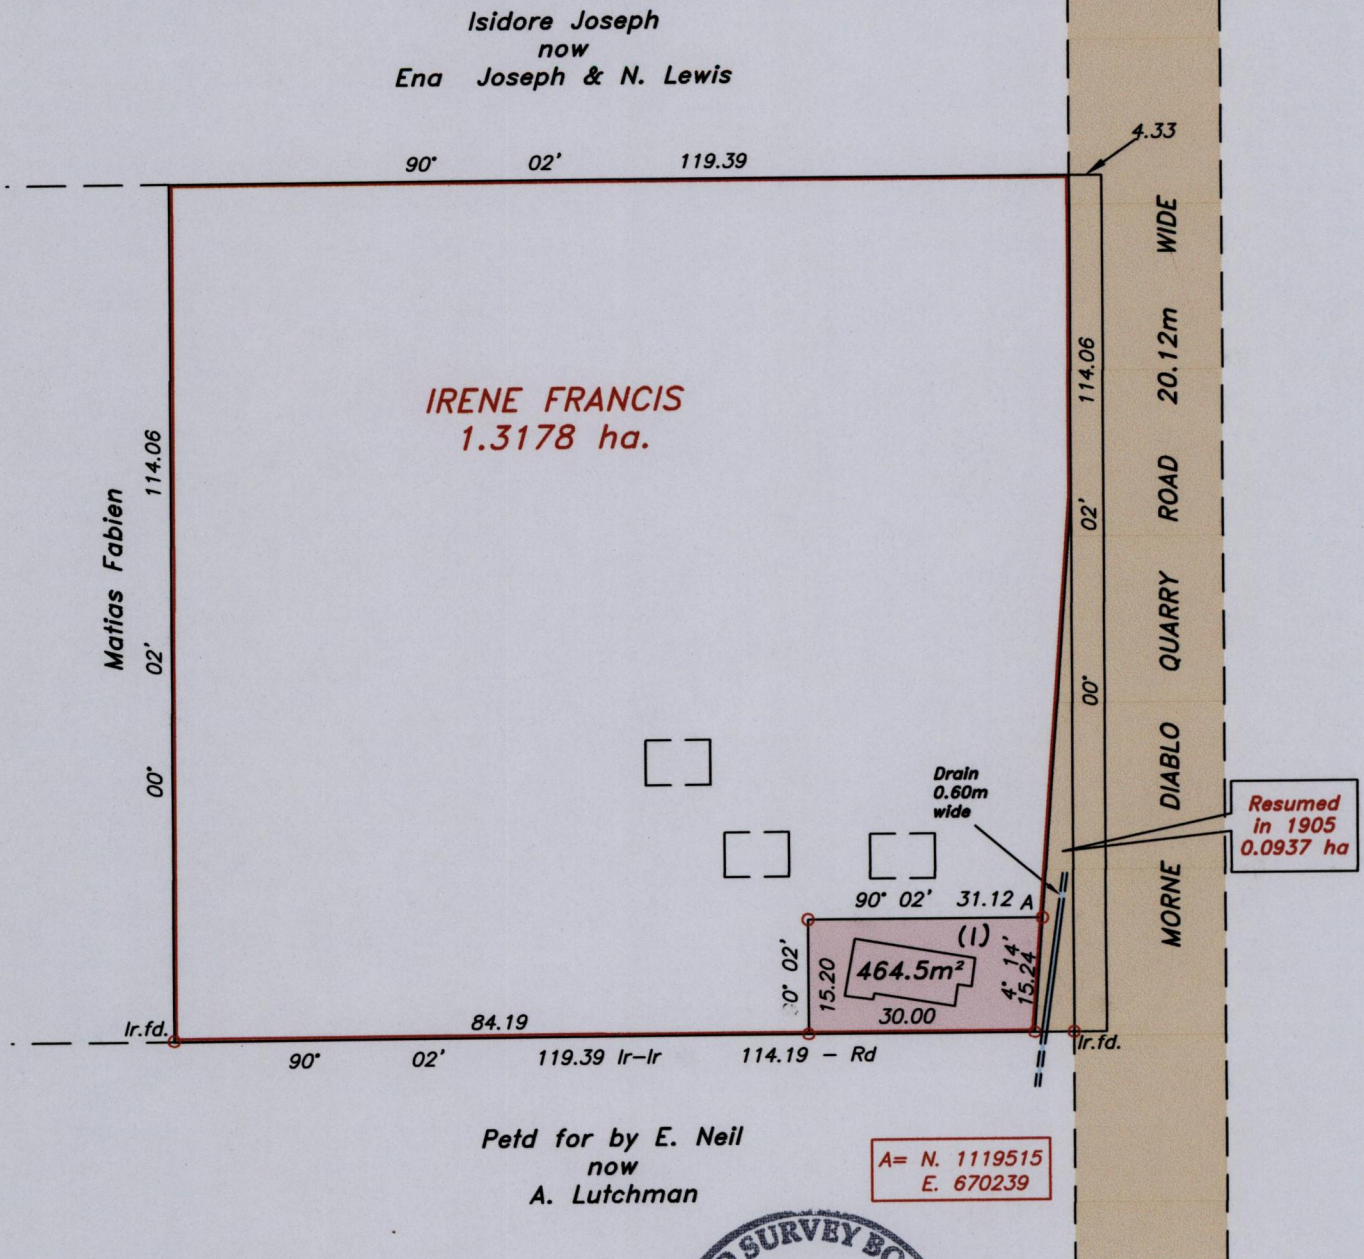 Isidore Joseph
now
Ena Joseph & N. Lewis
4.33
90° 02' 119.39
MORNE DIABLO QUARRY ROAD 20.12m WIDE
IRENE FRANCIS
1.3178 ha.
Matias Fabien
00° 02' 114.06
00° 02' 114.06
Drain
0.60m
wide
Resumed
in 1905
0.0937 ha
90° 02' 31.12 A
(1)
0° 02'
15.20
464.5m²
4° 14'
15.24
30.00
Ir.fd.
84.19
Ir.fd.
90° 02' 119.39 Ir-Ir 114.19 - Rd
Petd for by E. Neil
now
A. Lutchman
A= N. 1119515
E. 670239
SURVEY